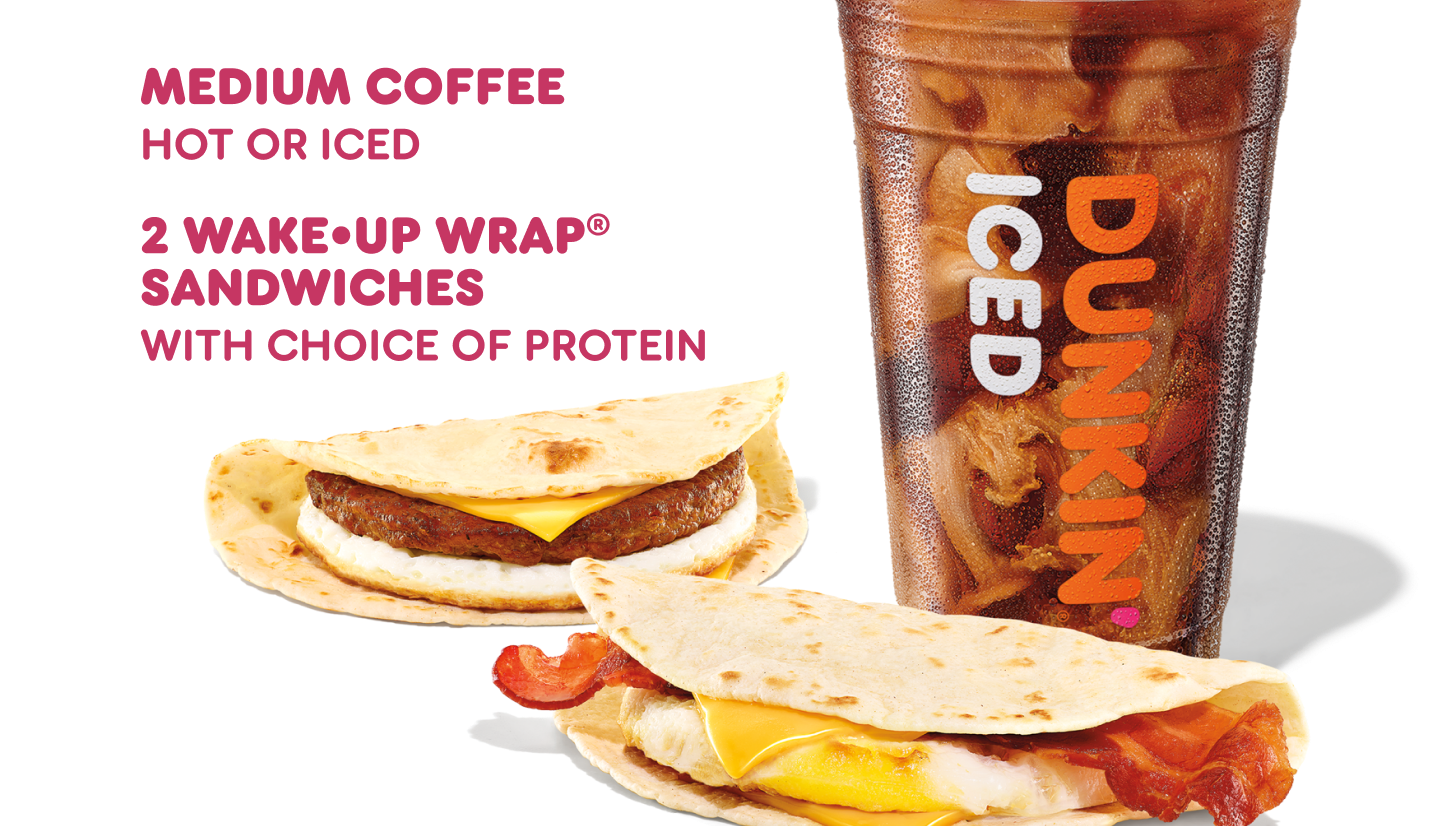 MEDIUM COFFEE
HOT OR ICED
2 WAKE•UP WRAP®
SANDWICHES
WITH CHOICE OF PROTEIN
DUNKIN'
ICED